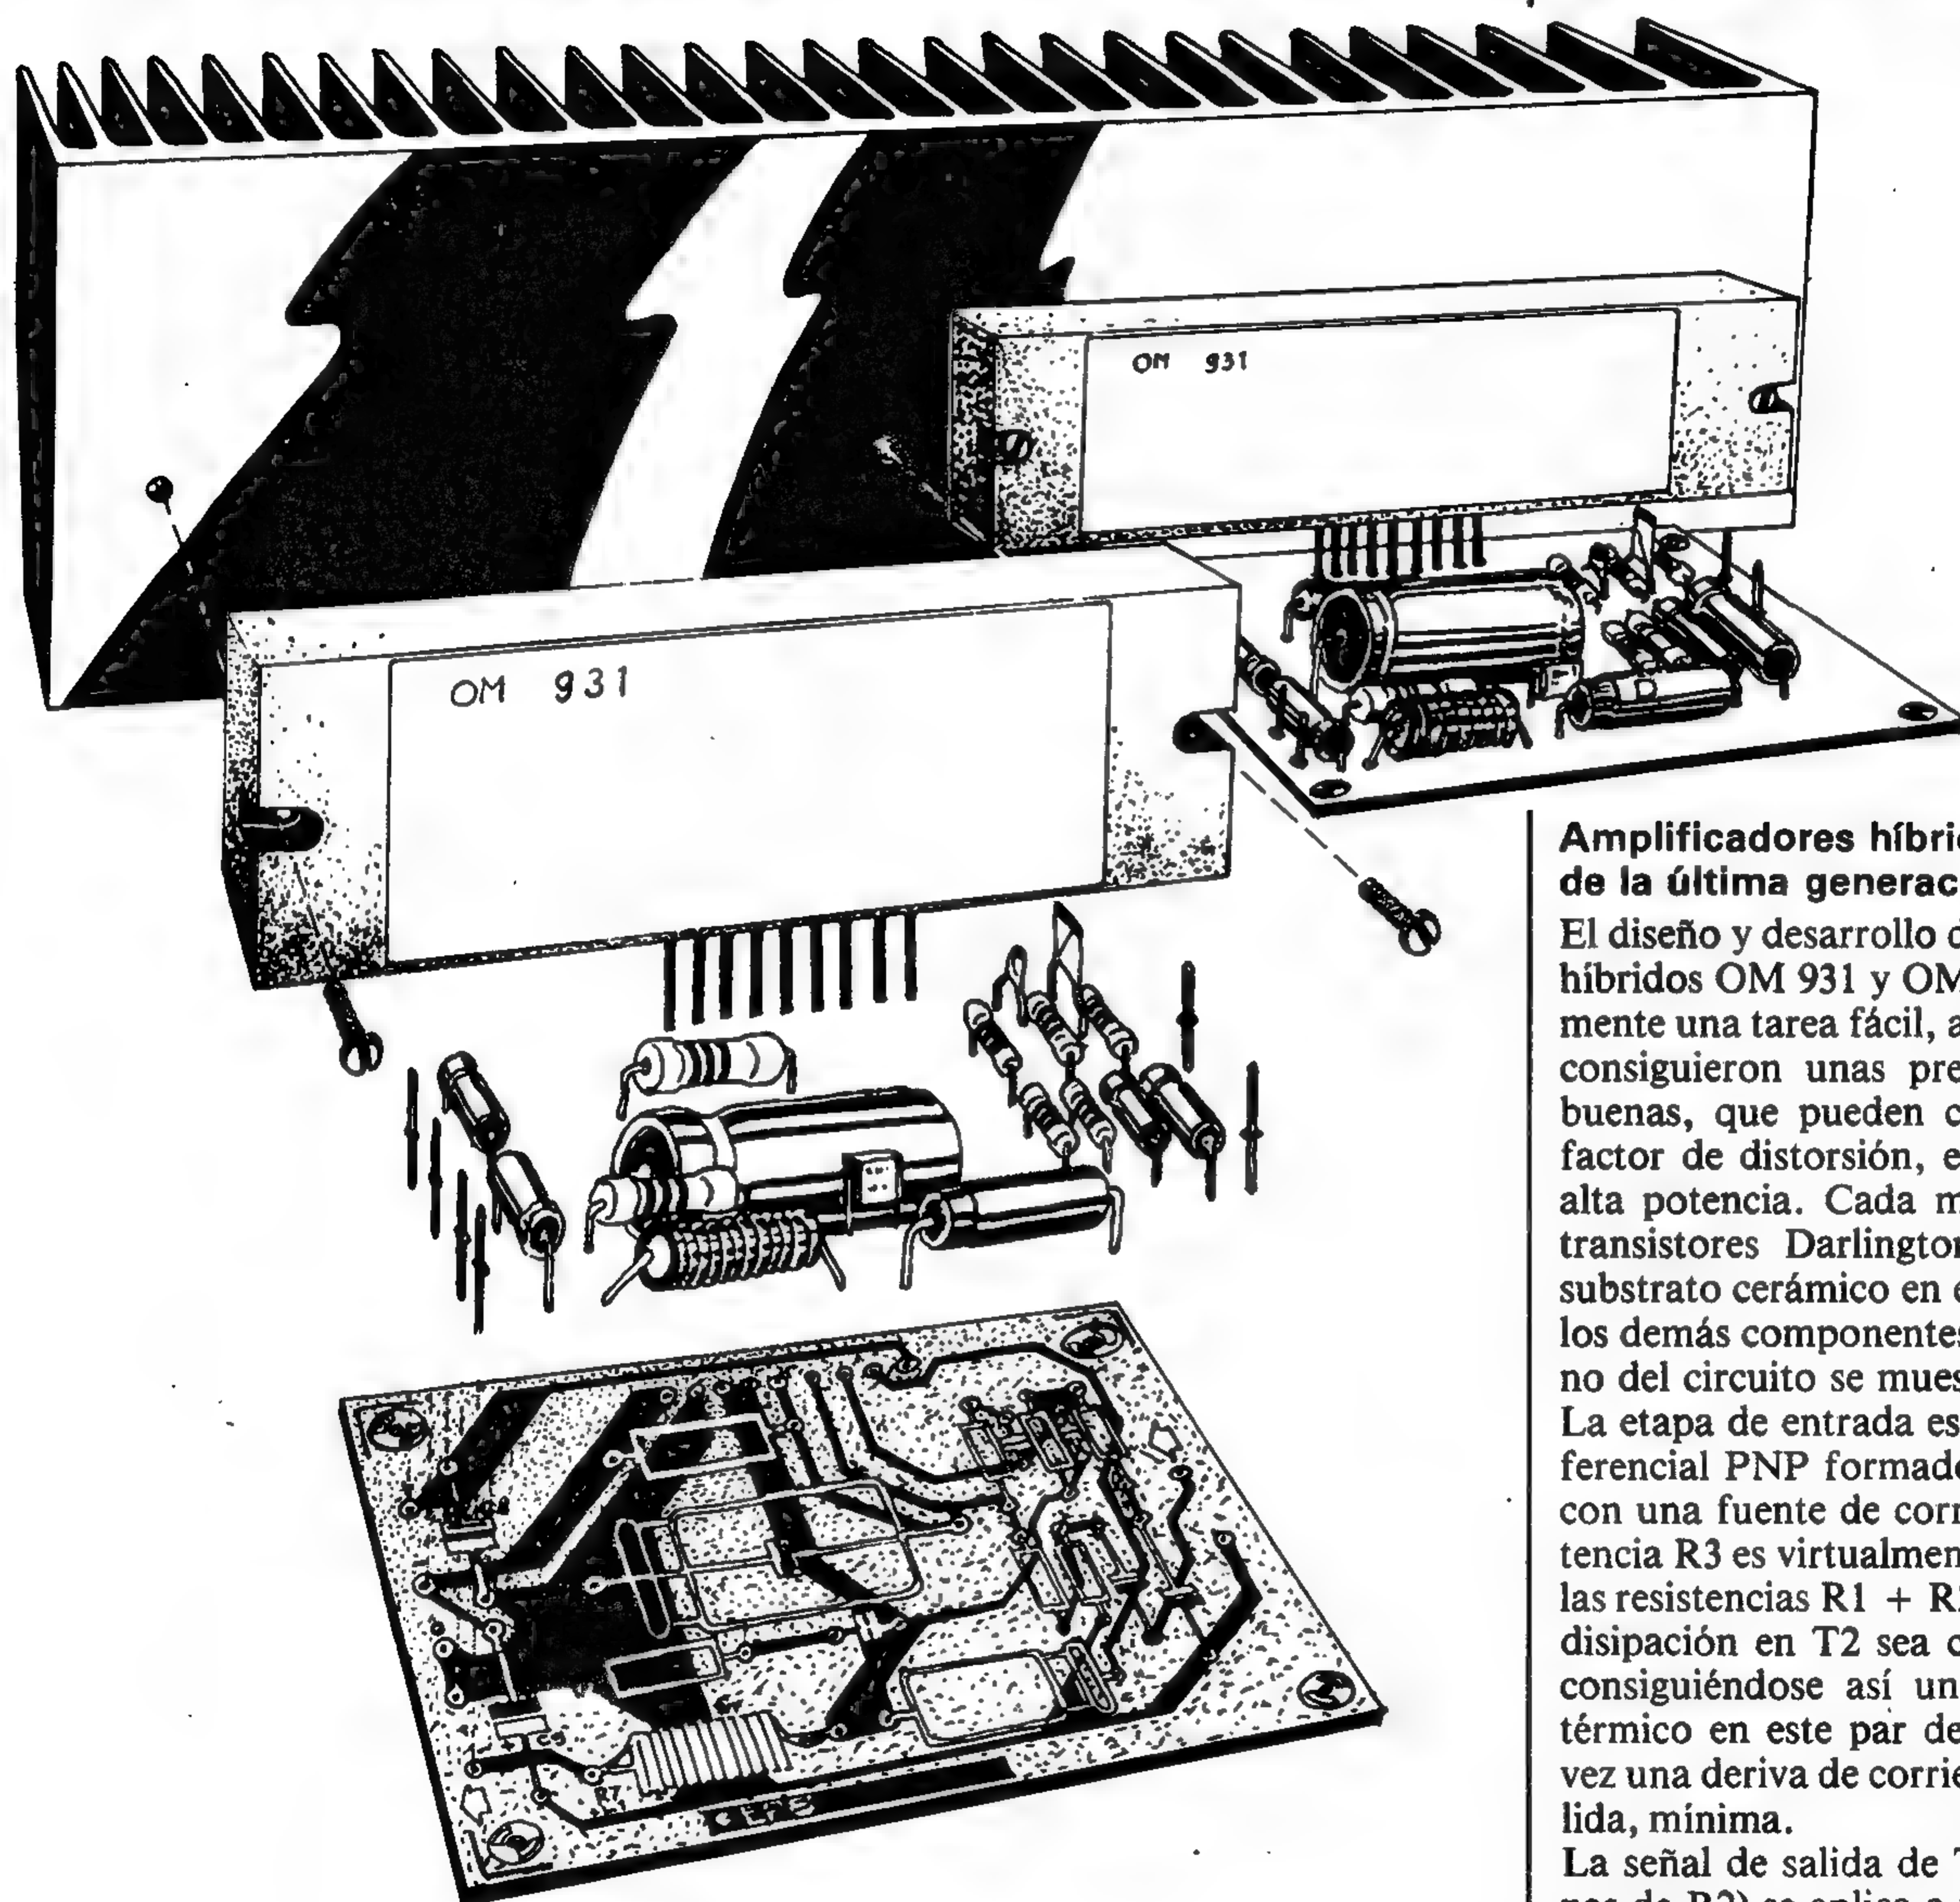 OM 931
OM 931
Amplificadores híbri
de la última generac
El diseño y desarrollo
híbridos OM 931 y OM
mente una tarea fácil, a
consiguieron unas pre
buenas, que pueden c
factor de distorsión, e
alta potencia. Cada m
transistores Darlington
substrato cerámico en e
los demás componentes
no del circuito se mues
La etapa de entrada es
ferencial PNP formado
con una fuente de corr
tencia R3 es virtualmen
las resistencias R1 + R
disipación en T2 sea c
consiguiéndose así un
térmico en este par de
vez una deriva de corrie
lida, mínima.
La señal de salida de T
R7
EPS